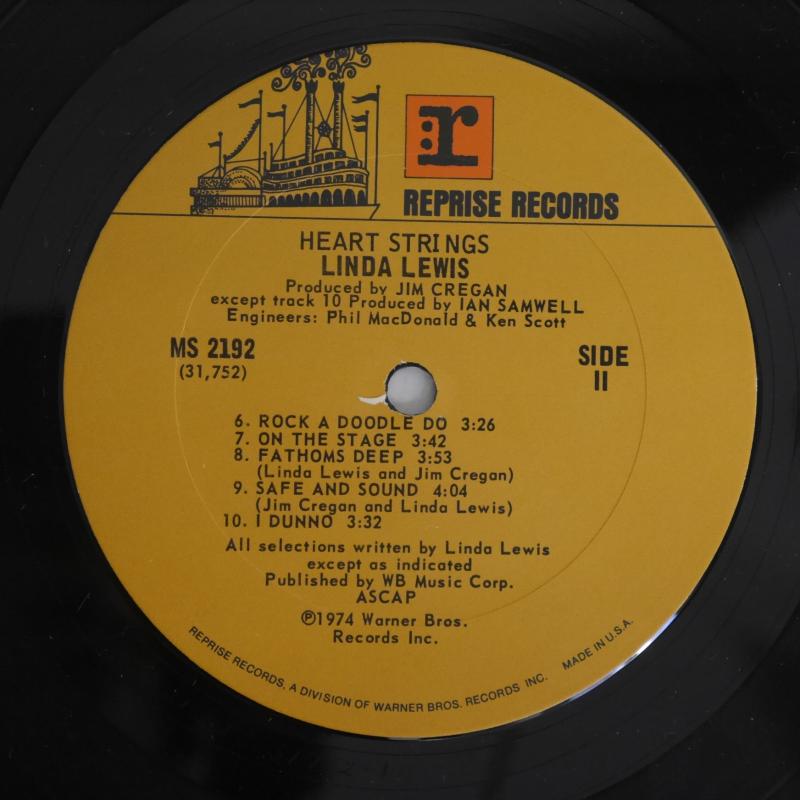 r
REPRISE RECORDS
HEART STRINGS
LINDA LEWIS
Produced by JIM CREGAN
except track 10 Produced by IAN SAMWELL
Engineers: Phil MacDonald & Ken Scott
MS 2192
(31,752)
SIDE
II
6. ROCK A DOODLE DO 3:26
7. ON THE STAGE 3:42
8. FATHOMS DEEP 3:53
(Linda Lewis and Jim Cregan)
9. SAFE AND SOUND 4:04
(Jim Cregan and Linda Lewis)
10. I DUNNO 3:32
All selections written by Linda Lewis
except as indicated
Published by WB Music Corp.
ASCAP
℗1974 Warner Bros.
Records Inc.
REPRISE RECORDS, A DIVISION OF WARNER BROS. RECORDS INC. MADE IN U.S.A.